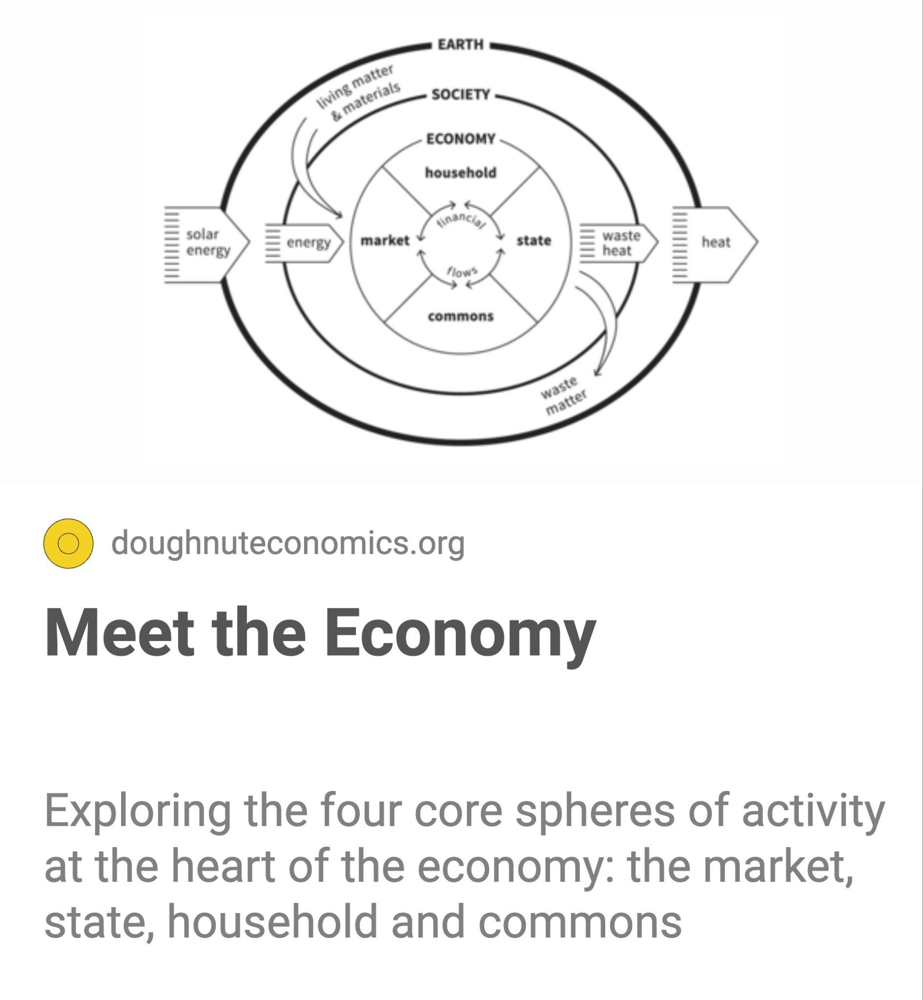 EARTH
living matter
& materials
SOCIETY
ECONOMY
household
financial
solar
energy
energy
market
state
waste
heat
heat
flows
commons
waste
matter
doughnuteconomics.org
Meet the Economy
Exploring the four core spheres of activity
at the heart of the economy: the market,
state, household and commons